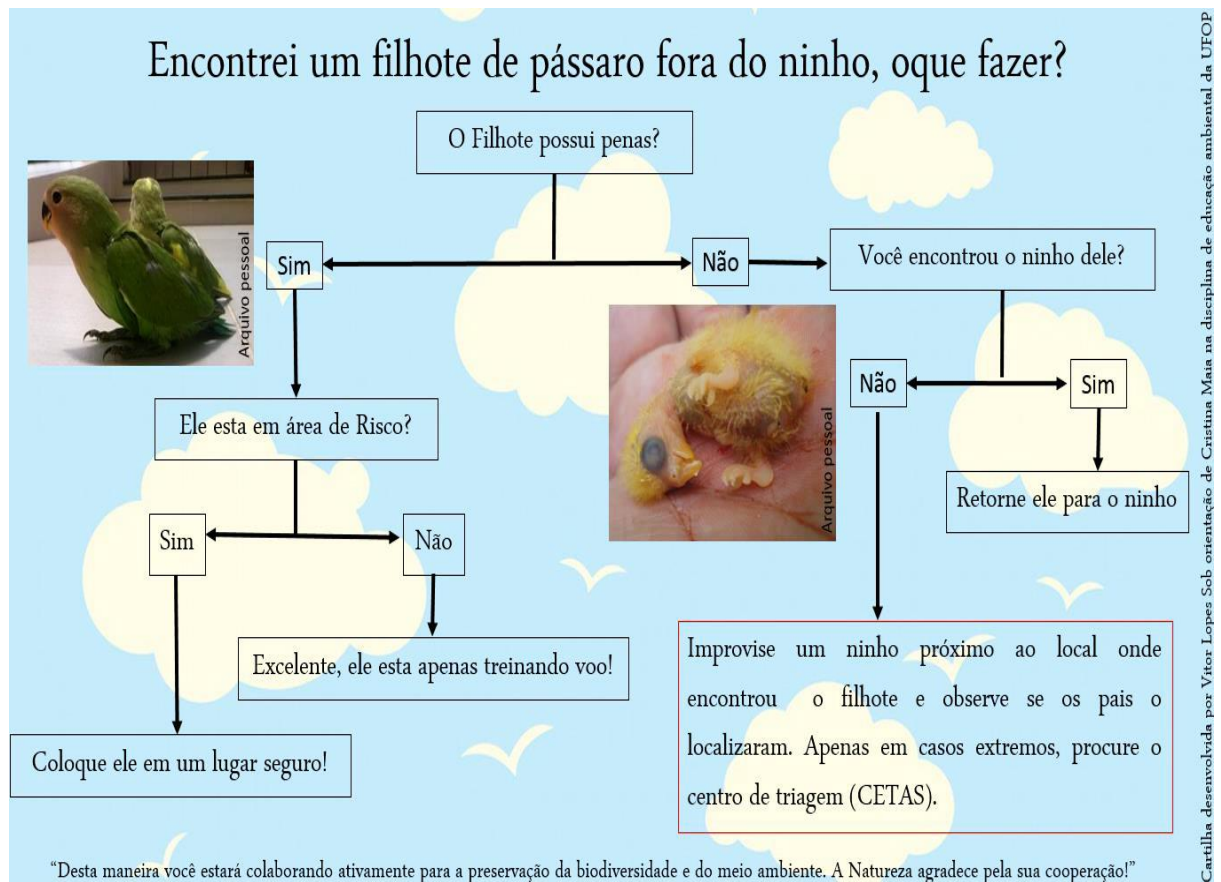 Encontrei um filhote de pássaro fora do ninho, oque fazer?
O Filhote possui penas?
Sim
Não
Você encontrou o ninho dele?
Arquivo pessoal
Não
Sim
Ele esta em área de Risco?
Arquivo pessoal
Retorne ele para o ninho
Sim
Não
Excelente, ele esta apenas treinando voo!
Improvise um ninho próximo ao local onde
encontrou o filhote e observe se os pais o
localizaram. Apenas em casos extremos, procure o
centro de triagem (CETAS).
Coloque ele em um lugar seguro!
“Desta maneira você estará colaborando ativamente para a preservação da biodiversidade e do meio ambiente. A Natureza agradece pela sua cooperação!”
Cartilha desenvolvida por Vitor Lopes Sob orientação de Cristina Maia na disciplina de educação ambiental da UFOP